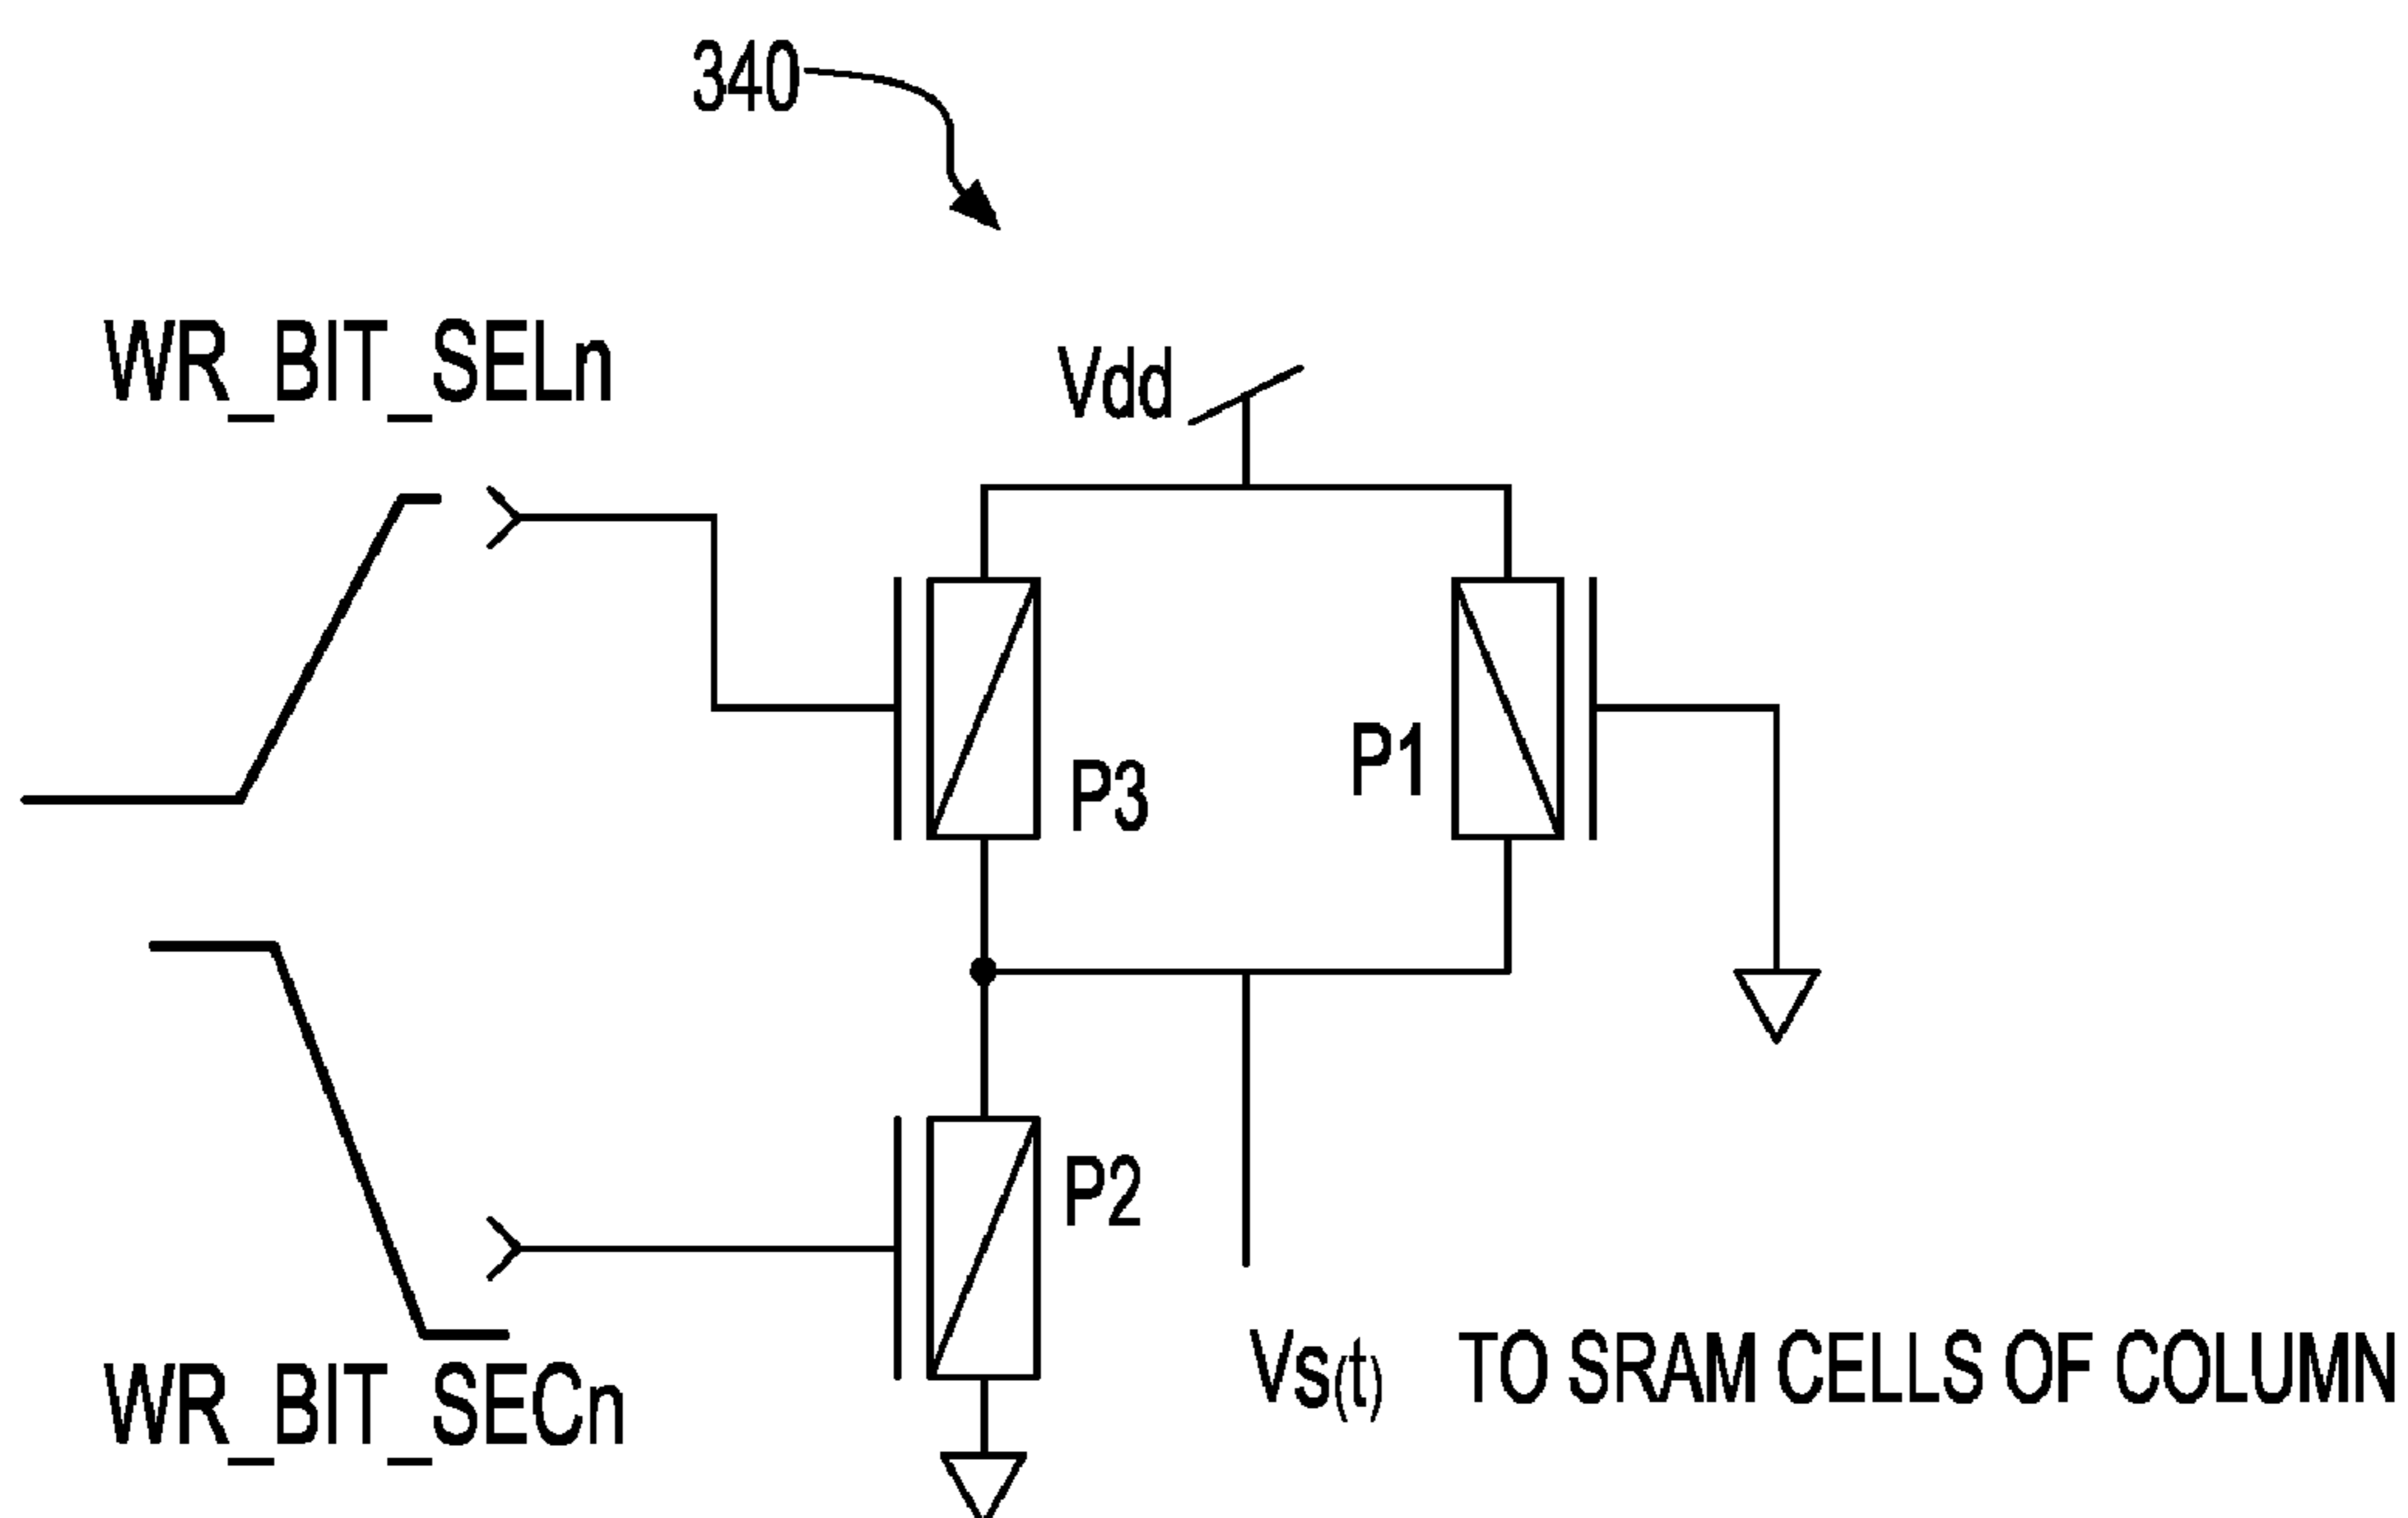 340
WR_BIT_SELn
Vdd
P3
P1
P2
WR_BIT_SECn
Vs(t) TO SRAM CELLS OF COLUMN